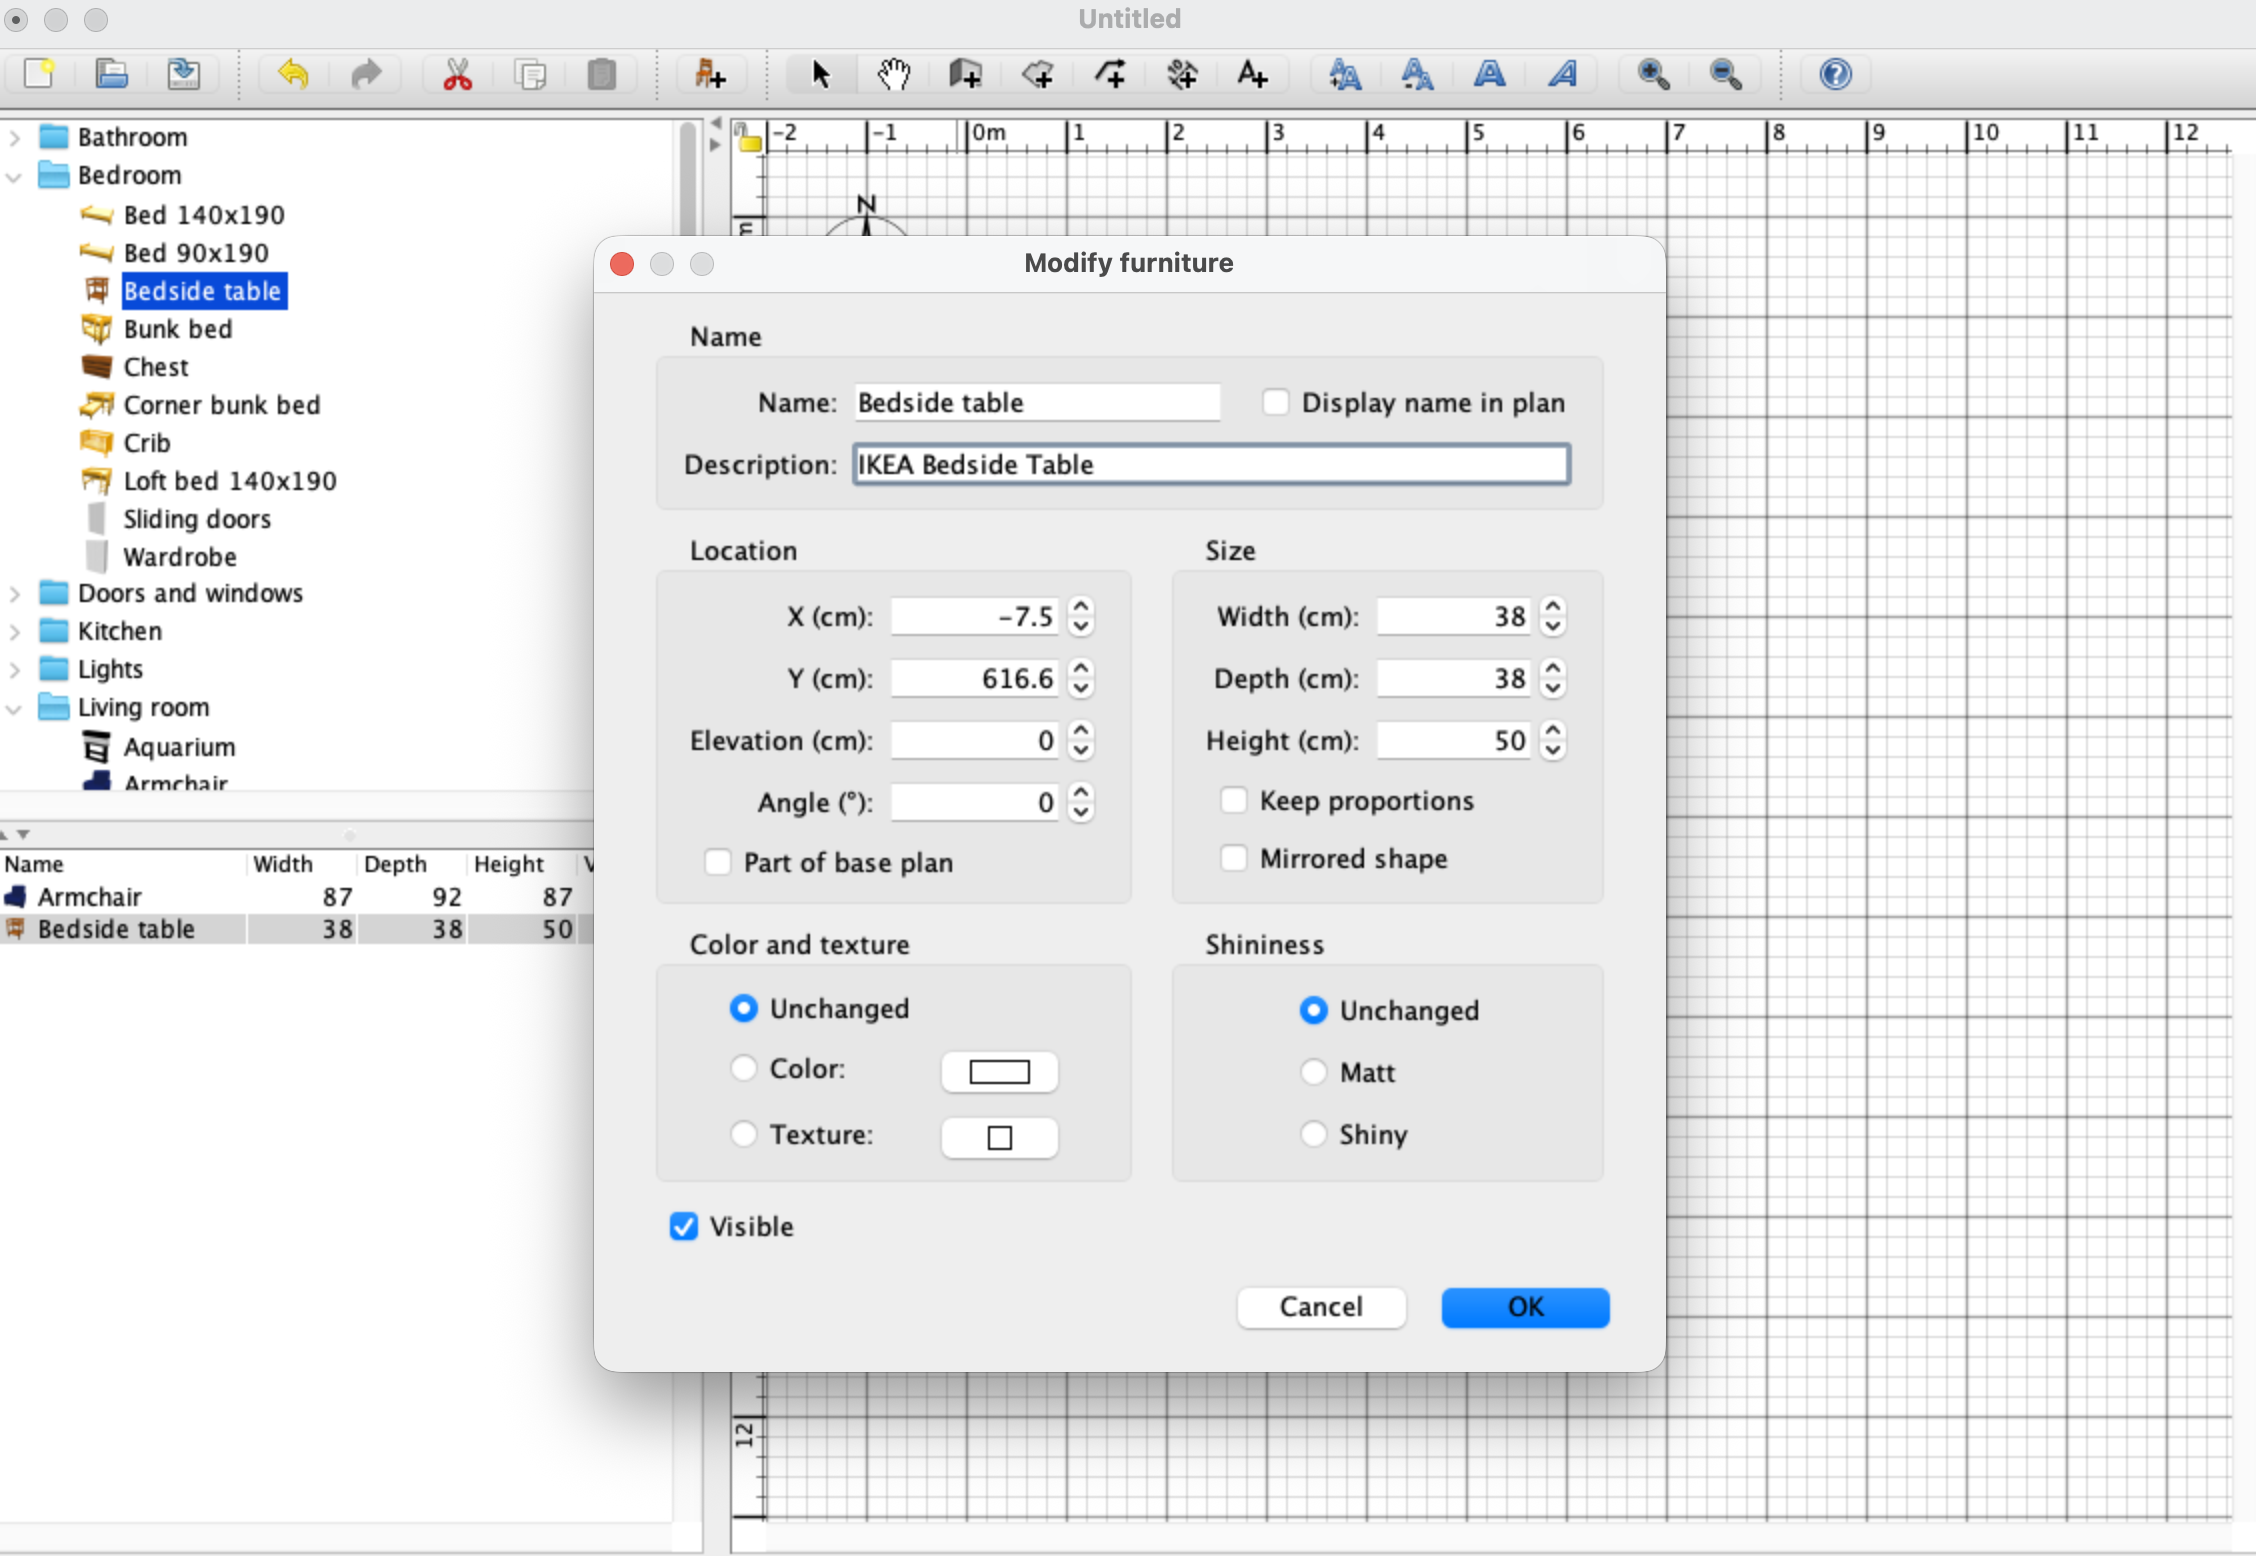 Untitled
Bathroom
Bedroom
Bed 140x190
Bed 90x190
Bedside table
Bunk bed
Chest
Corner bunk bed
Crib
Loft bed 140x190
Sliding doors
Wardrobe
Doors and windows
Kitchen
Lights
Living room
Aquarium
Armchair
Name Width Depth Height
Armchair 87 92 87
Bedside table 38 38 50
-2 -1 0m 1 2 3 4 5 6 7 8 9 10 11 12
N
m
12
Modify furniture
Name
Name: Bedside table Display name in plan
Description: IKEA Bedside Table
Location
X (cm): -7.5
Y (cm): 616.6
Elevation (cm): 0
Angle (°): 0
Part of base plan
Size
Width (cm): 38
Depth (cm): 38
Height (cm): 50
Keep proportions
Mirrored shape
Color and texture
Unchanged
Color:
Texture:
Shininess
Unchanged
Matt
Shiny
Visible
Cancel OK